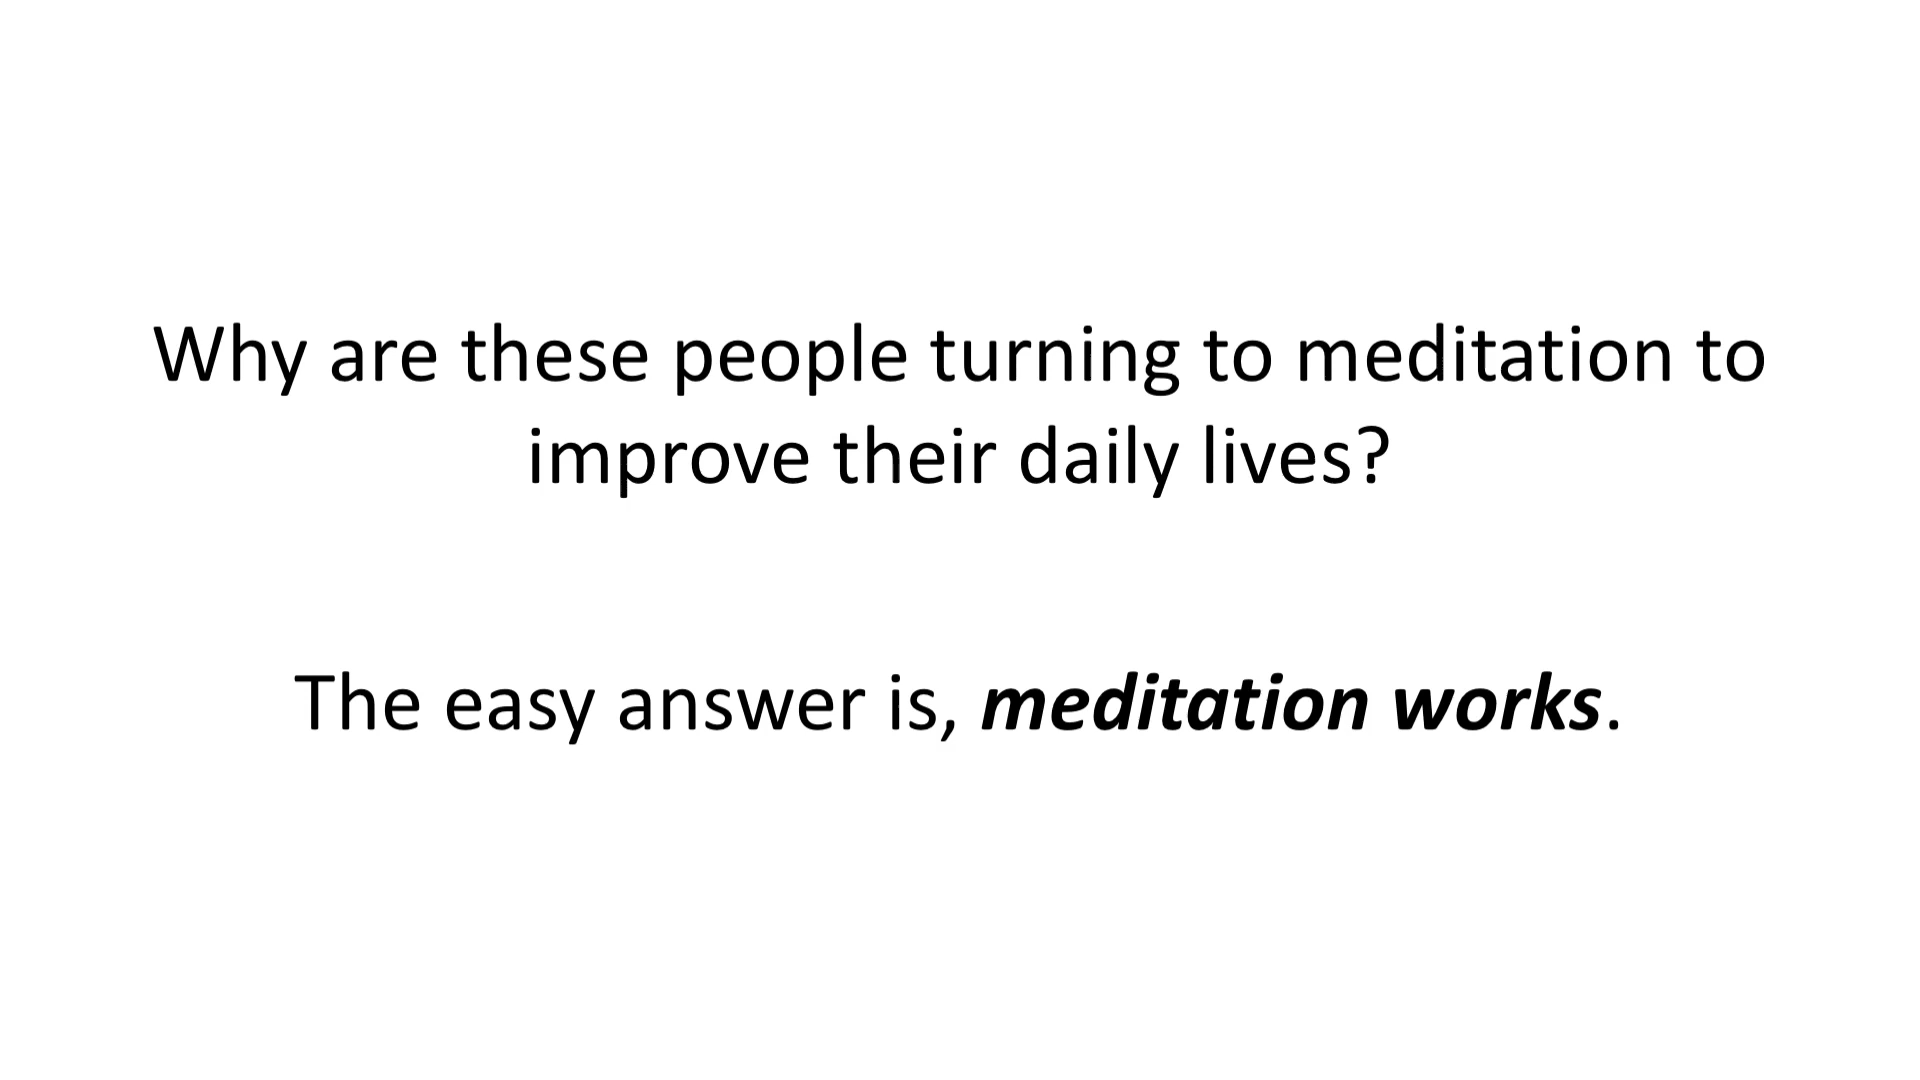 Why are these people turning to meditation to
improve their daily lives?
The easy answer is, meditation works.